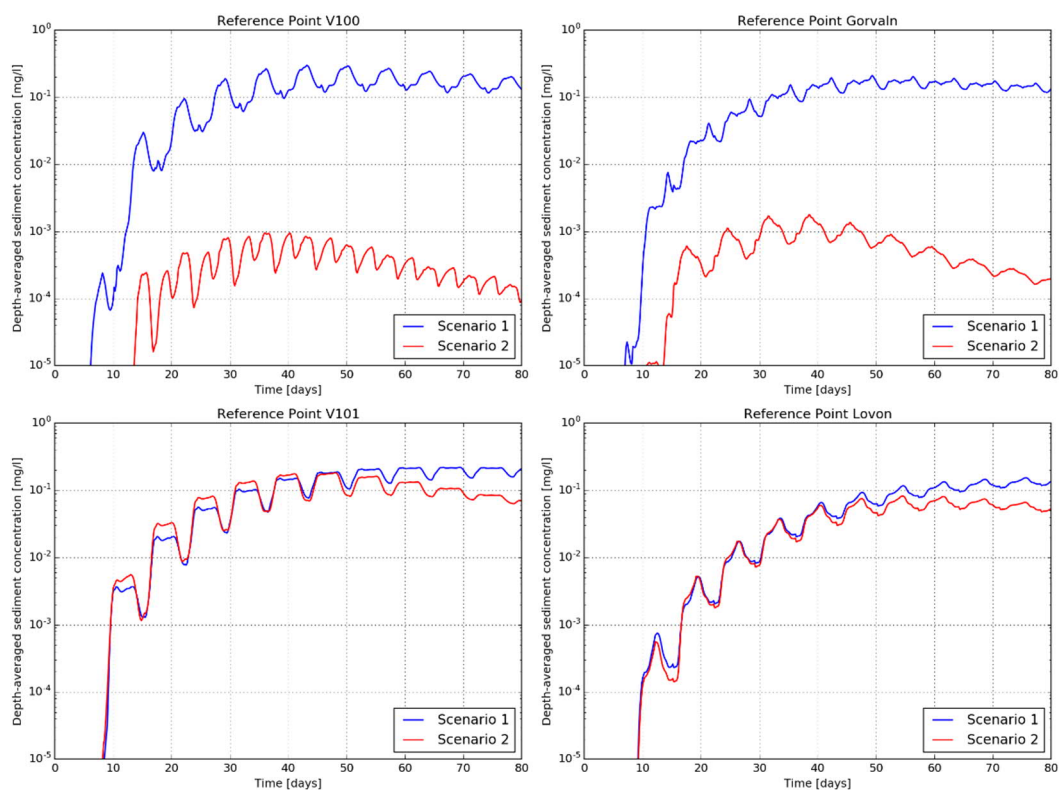 Reference Point V100
Depth-averaged sediment concentration [mg/l]
10^0
10^-1
10^-2
10^-3
10^-4
10^-5
Scenario 1
Scenario 2
0 10 20 30 40 50 60 70 80
Time [days]
Reference Point Gorvaln
Depth-averaged sediment concentration [mg/l]
10^0
10^-1
10^-2
10^-3
10^-4
10^-5
Scenario 1
Scenario 2
0 10 20 30 40 50 60 70 80
Time [days]
Reference Point V101
Depth-averaged sediment concentration [mg/l]
10^0
10^-1
10^-2
10^-3
10^-4
10^-5
Scenario 1
Scenario 2
0 10 20 30 40 50 60 70 80
Time [days]
Reference Point Lovon
Depth-averaged sediment concentration [mg/l]
10^0
10^-1
10^-2
10^-3
10^-4
10^-5
Scenario 1
Scenario 2
0 10 20 30 40 50 60 70 80
Time [days]